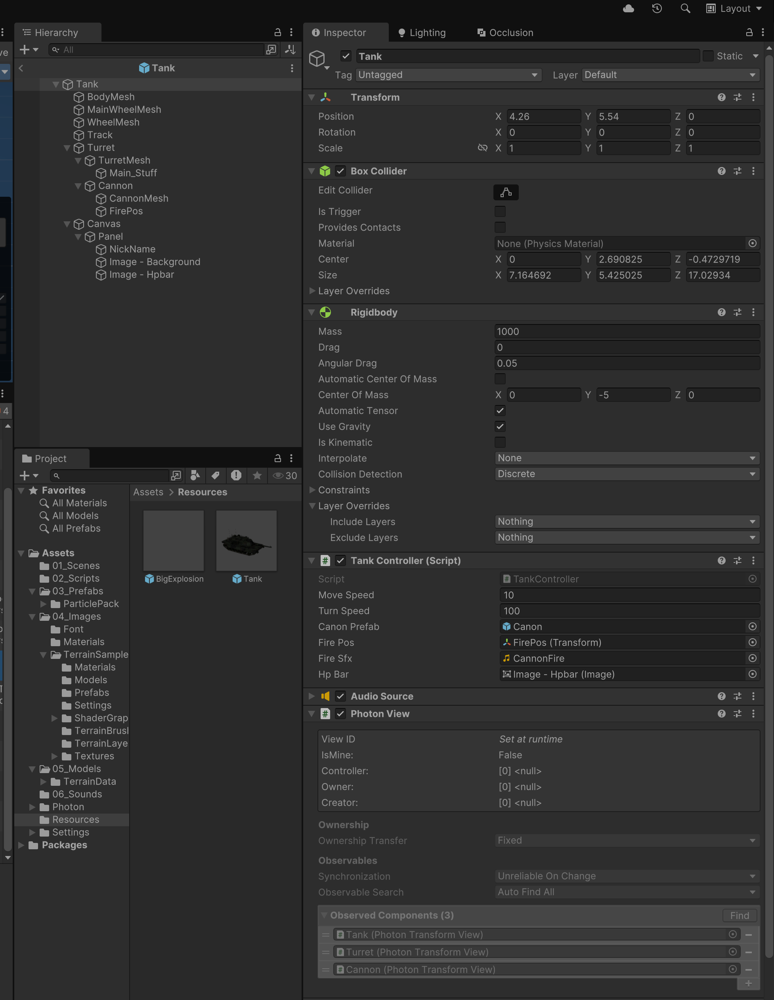 Layout
Hierarchy
All
Tank
Tank
BodyMesh
MainWheelMesh
WheelMesh
Track
Turret
TurretMesh
Main_Stuff
Cannon
CannonMesh
FirePos
Canvas
Panel
NickName
Image - Background
Image - Hpbar
4
Project
30
Favorites
All Materials
All Models
All Prefabs
Assets
01_Scenes
02_Scripts
03_Prefabs
ParticlePack
04_Images
Font
Materials
TerrainSample
Materials
Models
Prefabs
Settings
ShaderGrap
TerrainBrus
TerrainLaye
Textures
05_Models
TerrainData
06_Sounds
Photon
Resources
Settings
Packages
Assets > Resources
BigExplosion
Tank
Inspector
Lighting
Occlusion
Tank
Static
Tag Untagged
Layer Default
Transform
Position X 4.26 Y 5.54 Z 0
Rotation X 0 Y 0 Z 0
Scale X 1 Y 1 Z 1
Box Collider
Edit Collider
Is Trigger
Provides Contacts
Material None (Physics Material)
Center X 0 Y 2.690825 Z -0.4729719
Size X 7.164692 Y 5.425025 Z 17.02934
Layer Overrides
Rigidbody
Mass 1000
Drag 0
Angular Drag 0.05
Automatic Center Of Mass
Center Of Mass X 0 Y -5 Z 0
Automatic Tensor
Use Gravity
Is Kinematic
Interpolate None
Collision Detection Discrete
Constraints
Layer Overrides
Include Layers Nothing
Exclude Layers Nothing
Tank Controller (Script)
Script TankController
Move Speed 10
Turn Speed 100
Canon Prefab Canon
Fire Pos FirePos (Transform)
Fire Sfx CannonFire
Hp Bar Image - Hpbar (Image)
Audio Source
Photon View
View ID Set at runtime
IsMine: False
Controller: [0] <null>
Owner: [0] <null>
Creator: [0] <null>
Ownership
Ownership Transfer Fixed
Observables
Synchronization Unreliable On Change
Observable Search Auto Find All
Observed Components (3) Find
Tank (Photon Transform View)
Turret (Photon Transform View)
Cannon (Photon Transform View)